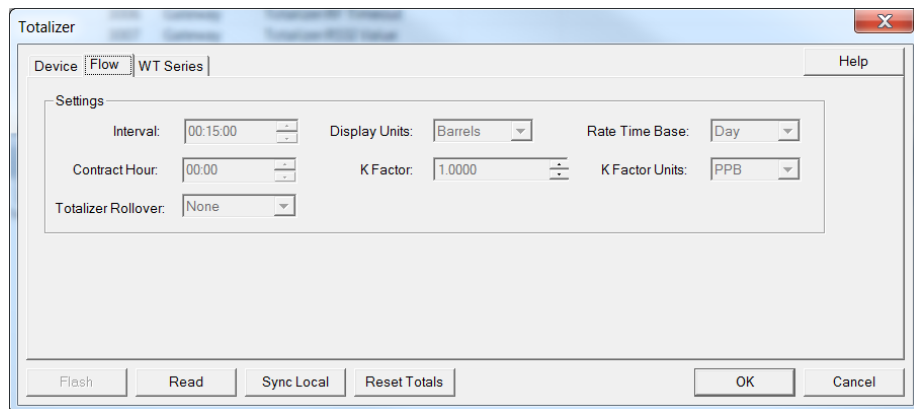 Totalizer
Device Flow WT Series Help
Settings
Interval: 00:15:00 Display Units: Barrels Rate Time Base: Day
Contract Hour: 00:00 K Factor: 1.0000 K Factor Units: PPB
Totalizer Rollover: None
Flash Read Sync Local Reset Totals OK Cancel